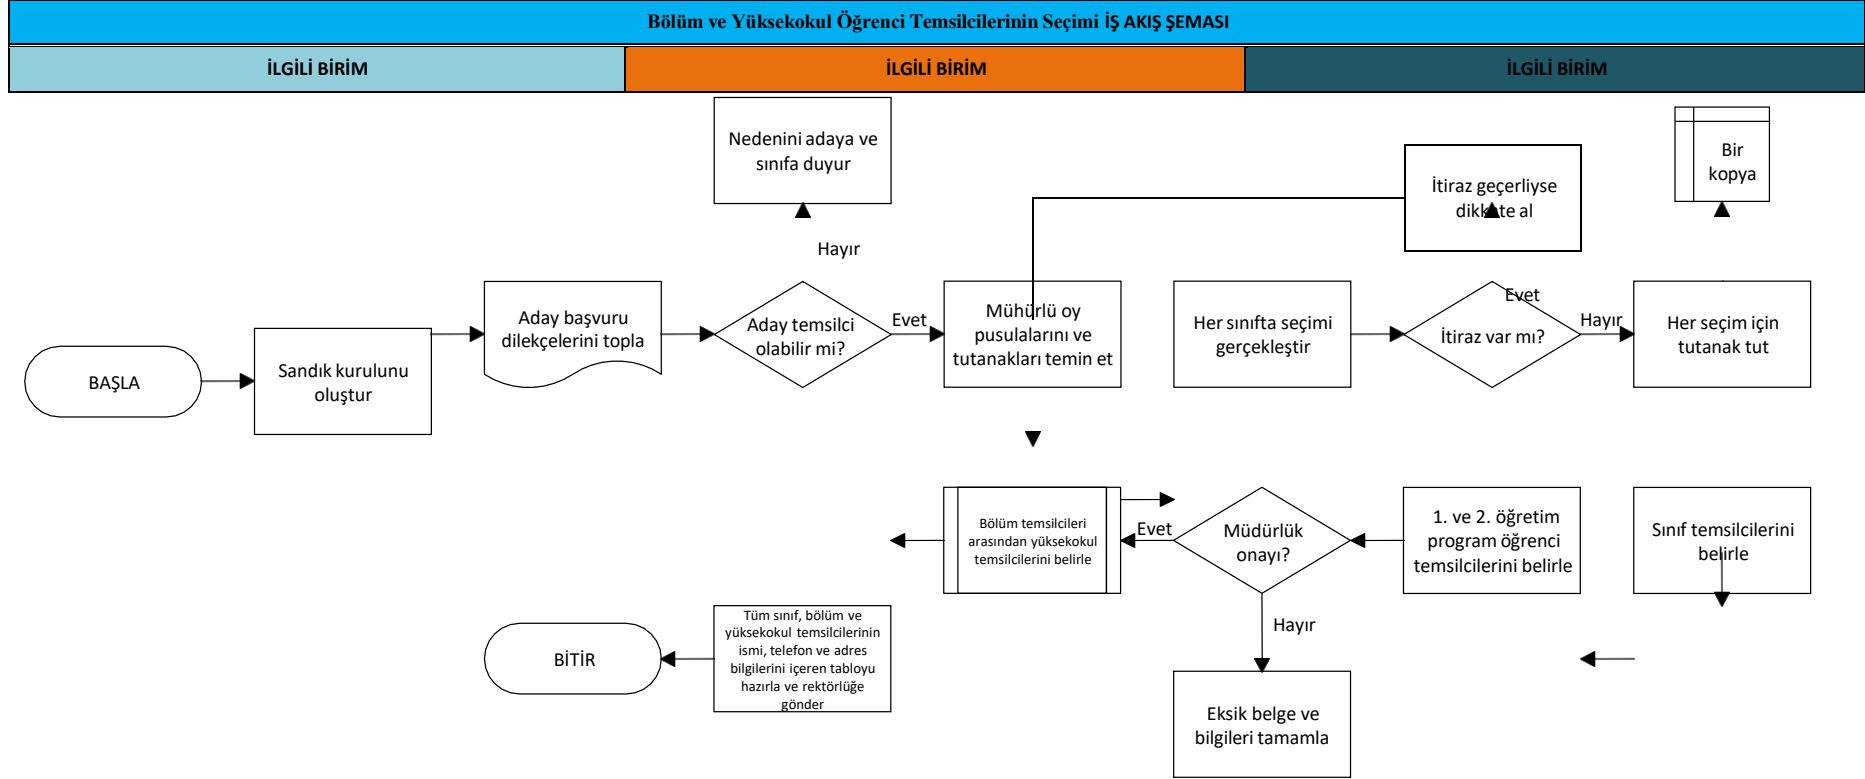 Bölüm ve Yüksekokul Öğrenci Temsilcilerinin Seçimi İŞ AKIŞ ŞEMASI
İLGİLİ BİRİM
İLGİLİ BİRİM
İLGİLİ BİRİM
Nedenini adaya ve
sınıfa duyur
İtiraz geçerliyse
dikkate al
Bir
kopya
Hayır
BAŞLA
Sandık kurulunu
oluştur
Aday başvuru
dilekçelerini topla
Aday temsilci
olabilir mi?
Evet
Mühürlü oy
pusulalarını ve
tutanakları temin et
Her sınıfta seçimi
gerçekleştir
Evet
İtiraz var mı?
Hayır
Her seçim için
tutanak tut
Bölüm temsilcileri
arasından yüksekokul
temsilcilerini belirle
Evet
Müdürlük
onayı?
1. ve 2. öğretim
program öğrenci
temsilcilerini belirle
Sınıf temsilcilerini
belirle
Hayır
BİTİR
Tüm sınıf, bölüm ve
yüksekokul temsilcilerinin
ismi, telefon ve adres
bilgilerini içeren tabloyu
hazırla ve rektörlüğe
gönder
Eksik belge ve
bilgileri tamamla